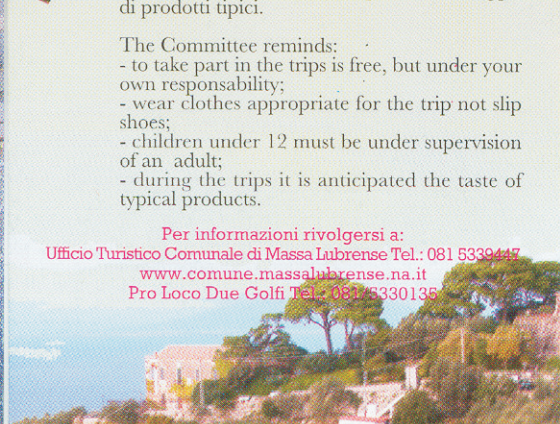 di prodotti tipici.
The Committee reminds:
- to take part in the trips is free, but under your
own responsability;
- wear clothes appropriate for the trip not slip
shoes;
- children under 12 must be under supervision
of an adult;
- during the trips it is anticipated the taste of
typical products.
Per informazioni rivolgersi a:
Ufficio Turistico Comunale di Massa Lubrense Tel.: 081 5339447
www.comune.massalubrense.na.it
Pro Loco Due Golfi Tel.: 081/5330135